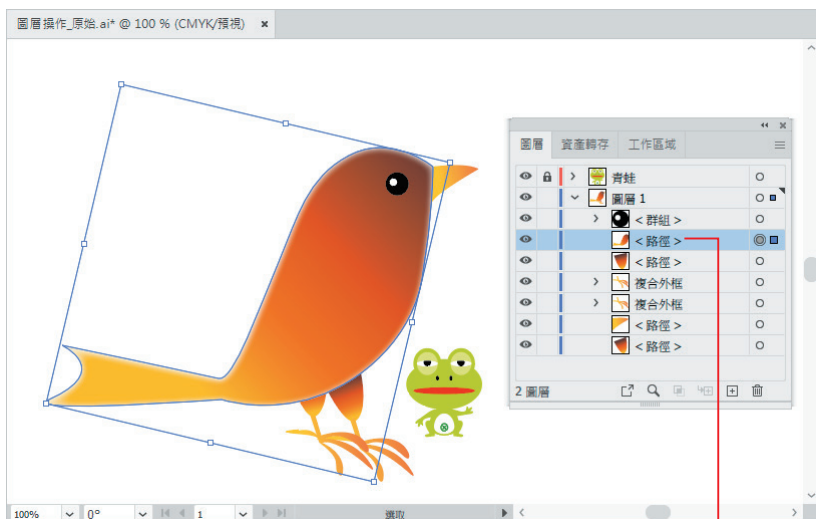 圖層操作_原始.ai* @ 100 % (CMYK/預視) ×
圖層 資產轉存 工作區域
青蛙
圖層 1
< 群組 >
< 路徑 >
< 路徑 >
複合外框
複合外框
< 路徑 >
< 路徑 >
2 圖層
100% 0° 1 選取